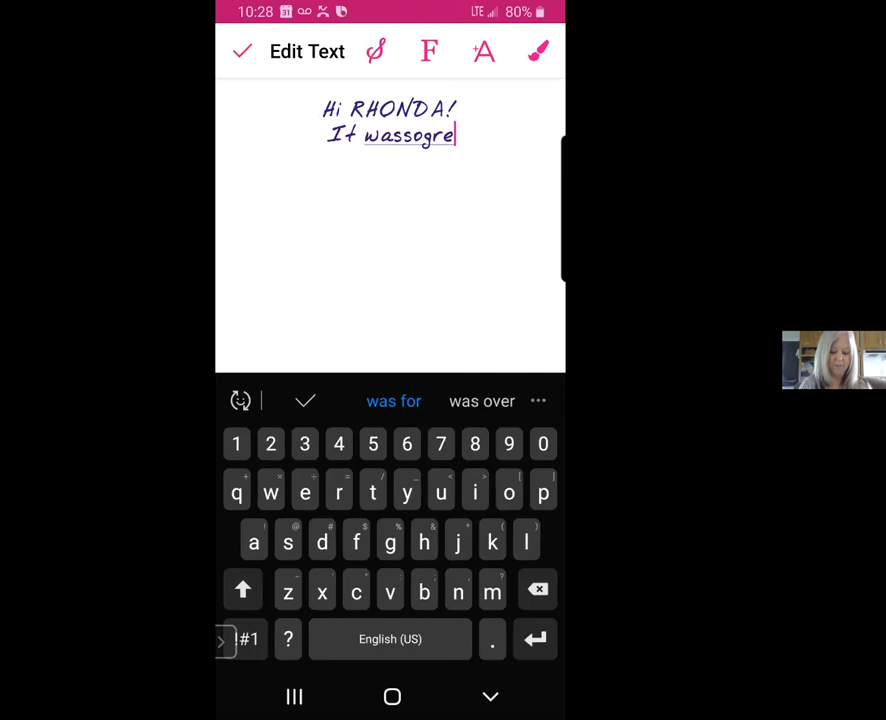 10:28 31 LTE 80%
Edit Text S F +A
Hi RHONDA!
It wassogre
was for was over
1 2 3 4 5 6 7 8 9 0
+ × ÷ = / _ < > [ ]
q w e r t y u i o p
! @ # $ % & * ( )
a s d f g h j k l
- ' " : ; , ?
z x c v b n m
!#1 ? English (US) .